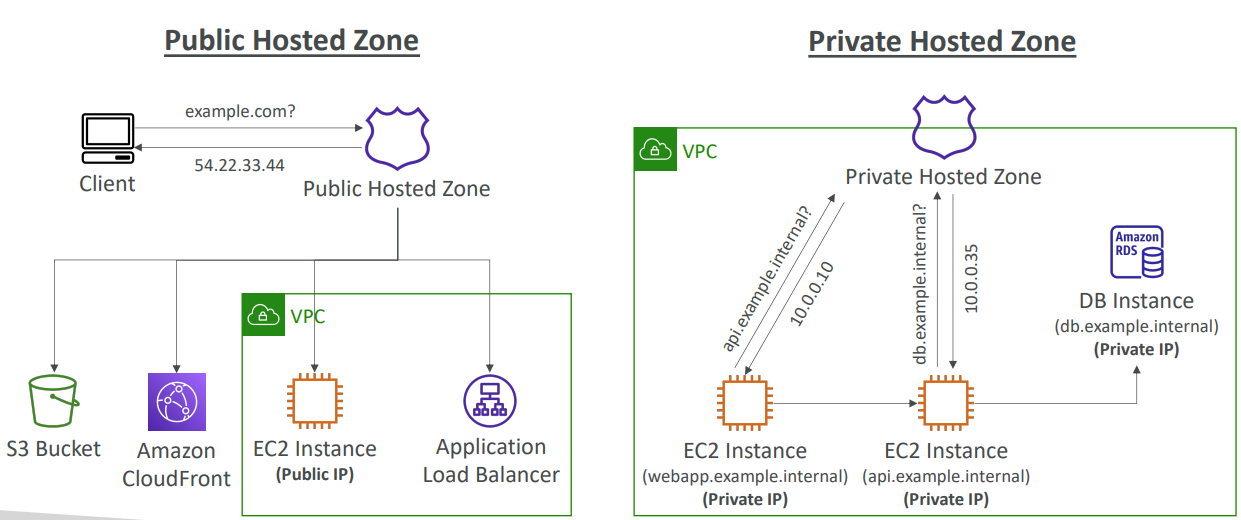 Public Hosted Zone
example.com?
54.22.33.44
Client
Public Hosted Zone
VPC
S3 Bucket
Amazon
CloudFront
EC2 Instance
(Public IP)
Application
Load Balancer
Private Hosted Zone
VPC
Private Hosted Zone
api.example.internal?
10.0.0.10
db.example.internal?
10.0.0.35
Amazon
RDS
DB Instance
(db.example.internal)
(Private IP)
EC2 Instance
(webapp.example.internal)
(Private IP)
EC2 Instance
(api.example.internal)
(Private IP)